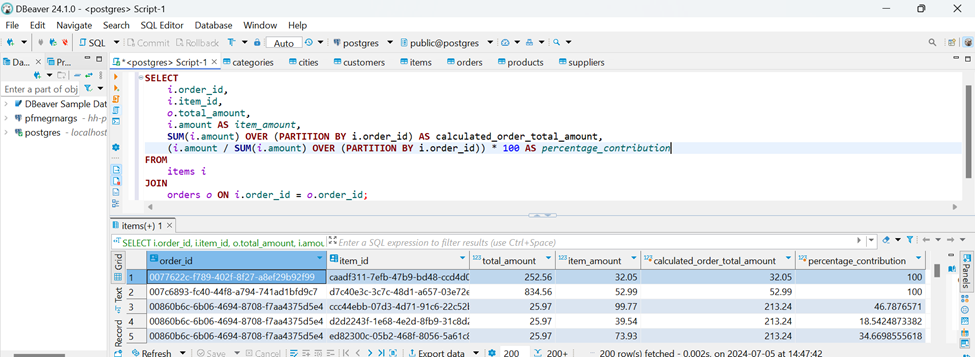 DBeaver 24.1.0 - <postgres> Script-1
File Edit Navigate Search SQL Editor Database Window Help
SQL Commit Rollback Auto postgres public@postgres
Da... Pr... *<postgres> Script-1 categories cities customers items orders products suppliers
Enter a part of obj
DBeaver Sample Dat
pfmegnargs - hh-p
postgres - localhost
SELECT
i.order_id,
i.item_id,
o.total_amount,
i.amount AS item_amount,
SUM(i.amount) OVER (PARTITION BY i.order_id) AS calculated_order_total_amount,
(i.amount / SUM(i.amount) OVER (PARTITION BY i.order_id)) * 100 AS percentage_contribution
FROM
items i
JOIN
orders o ON i.order_id = o.order_id;
items(+) 1
SELECT i.order_id, i.item_id, o.total_amount, i.amou Enter a SQL expression to filter results (use Ctrl+Space)
Grid
Text
Record
Panels
order_id item_id 123 total_amount 123 item_amount 123 calculated_order_total_amount 123 percentage_contribution
1 0077622c-f789-402f-8f27-a8ef29b92f99 caadf311-7efb-47b9-bd48-ccd4d0 252.56 32.05 32.05 100
2 007c6893-fc40-44f8-a794-741ad1bfd9c7 d7c40e3c-3c7c-48d1-a657-03e72e 834.56 52.99 52.99 100
3 00860b6c-6b06-4694-8708-f7aa4375d5e4 ccc44ebb-07d3-4d71-91c6-22c52l 25.97 99.77 213.24 46.7876571
4 00860b6c-6b06-4694-8708-f7aa4375d5e4 d2d2243f-1e68-4e2d-8fb9-31c8d 25.97 39.54 213.24 18.5424873382
5 00860b6c-6b06-4694-8708-f7aa4375d5e4 ed82300c-05b2-468f-8056-5a61c8 25.97 73.93 213.24 34.6698555618
Refresh Save Cancel Export data 200 200+ 200 row(s) fetched - 0.002s, on 2024-07-05 at 14:47:42